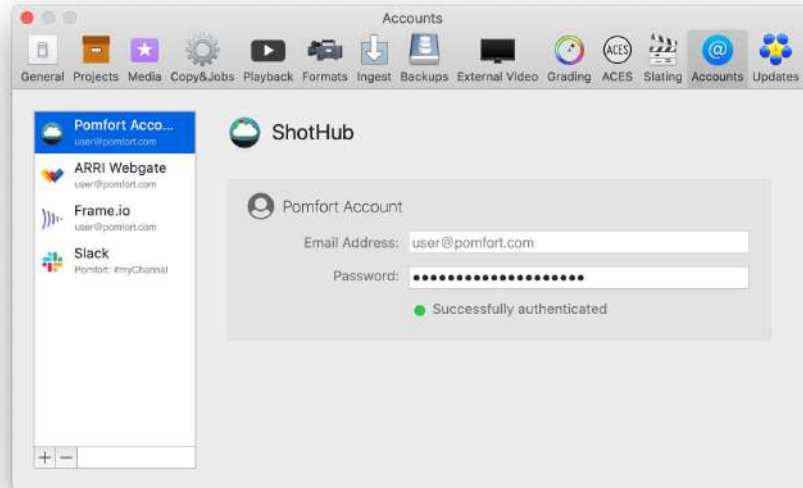 Accounts
General Projects Media Copy&Jobs Playback Formats Ingest Backups External Video Grading ACES Slating Accounts Updates
ACES
Pomfort Acco...
user@pomfort.com
ARRI Webgate
user@pomfort.com
Frame.io
user@pomfort.com
Slack
Pomfort: #myChannel
ShotHub
Pomfort Account
Email Address: user@pomfort.com
Password: ••••••••••••••••••••
Successfully authenticated